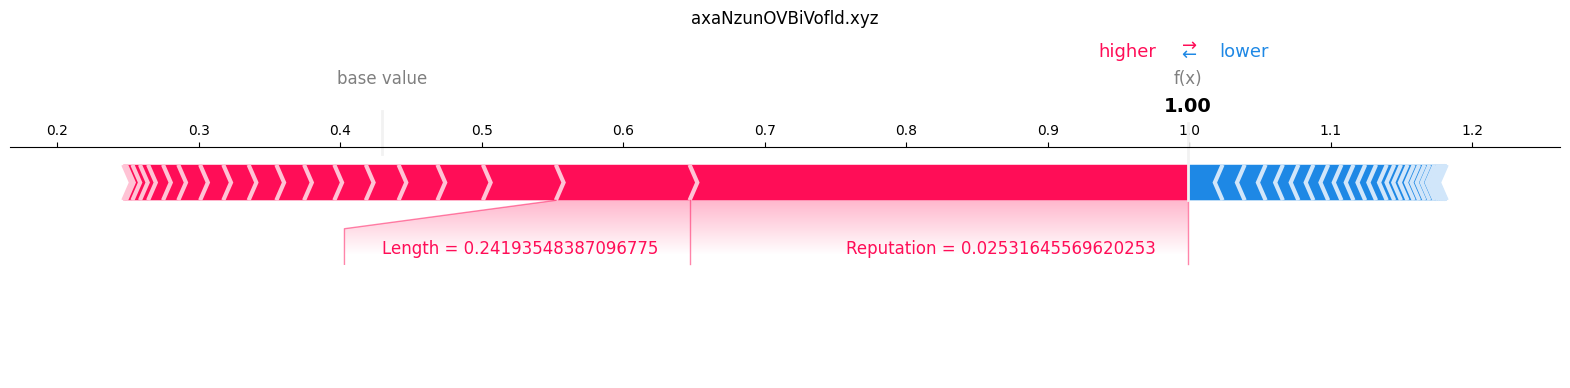 axaNzunOVBiVofld.xyz
higher → ← lower
base value f(x)
1.00
0.2 0.3 0.4 0.5 0.6 0.7 0.8 0.9 1.0 1.1 1.2
Length = 0.24193548387096775 Reputation = 0.02531645569620253